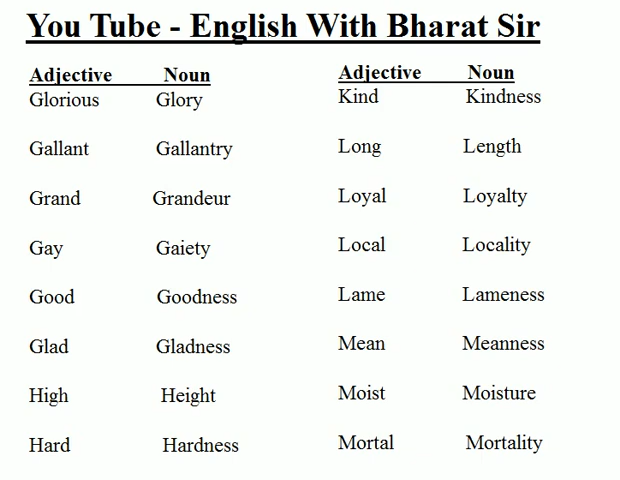 You Tube - English With Bharat Sir
Adjective Noun
Glorious Glory
Gallant Gallantry
Grand Grandeur
Gay Gaiety
Good Goodness
Glad Gladness
High Height
Hard Hardness
Adjective Noun
Kind Kindness
Long Length
Loyal Loyalty
Local Locality
Lame Lameness
Mean Meanness
Moist Moisture
Mortal Mortality